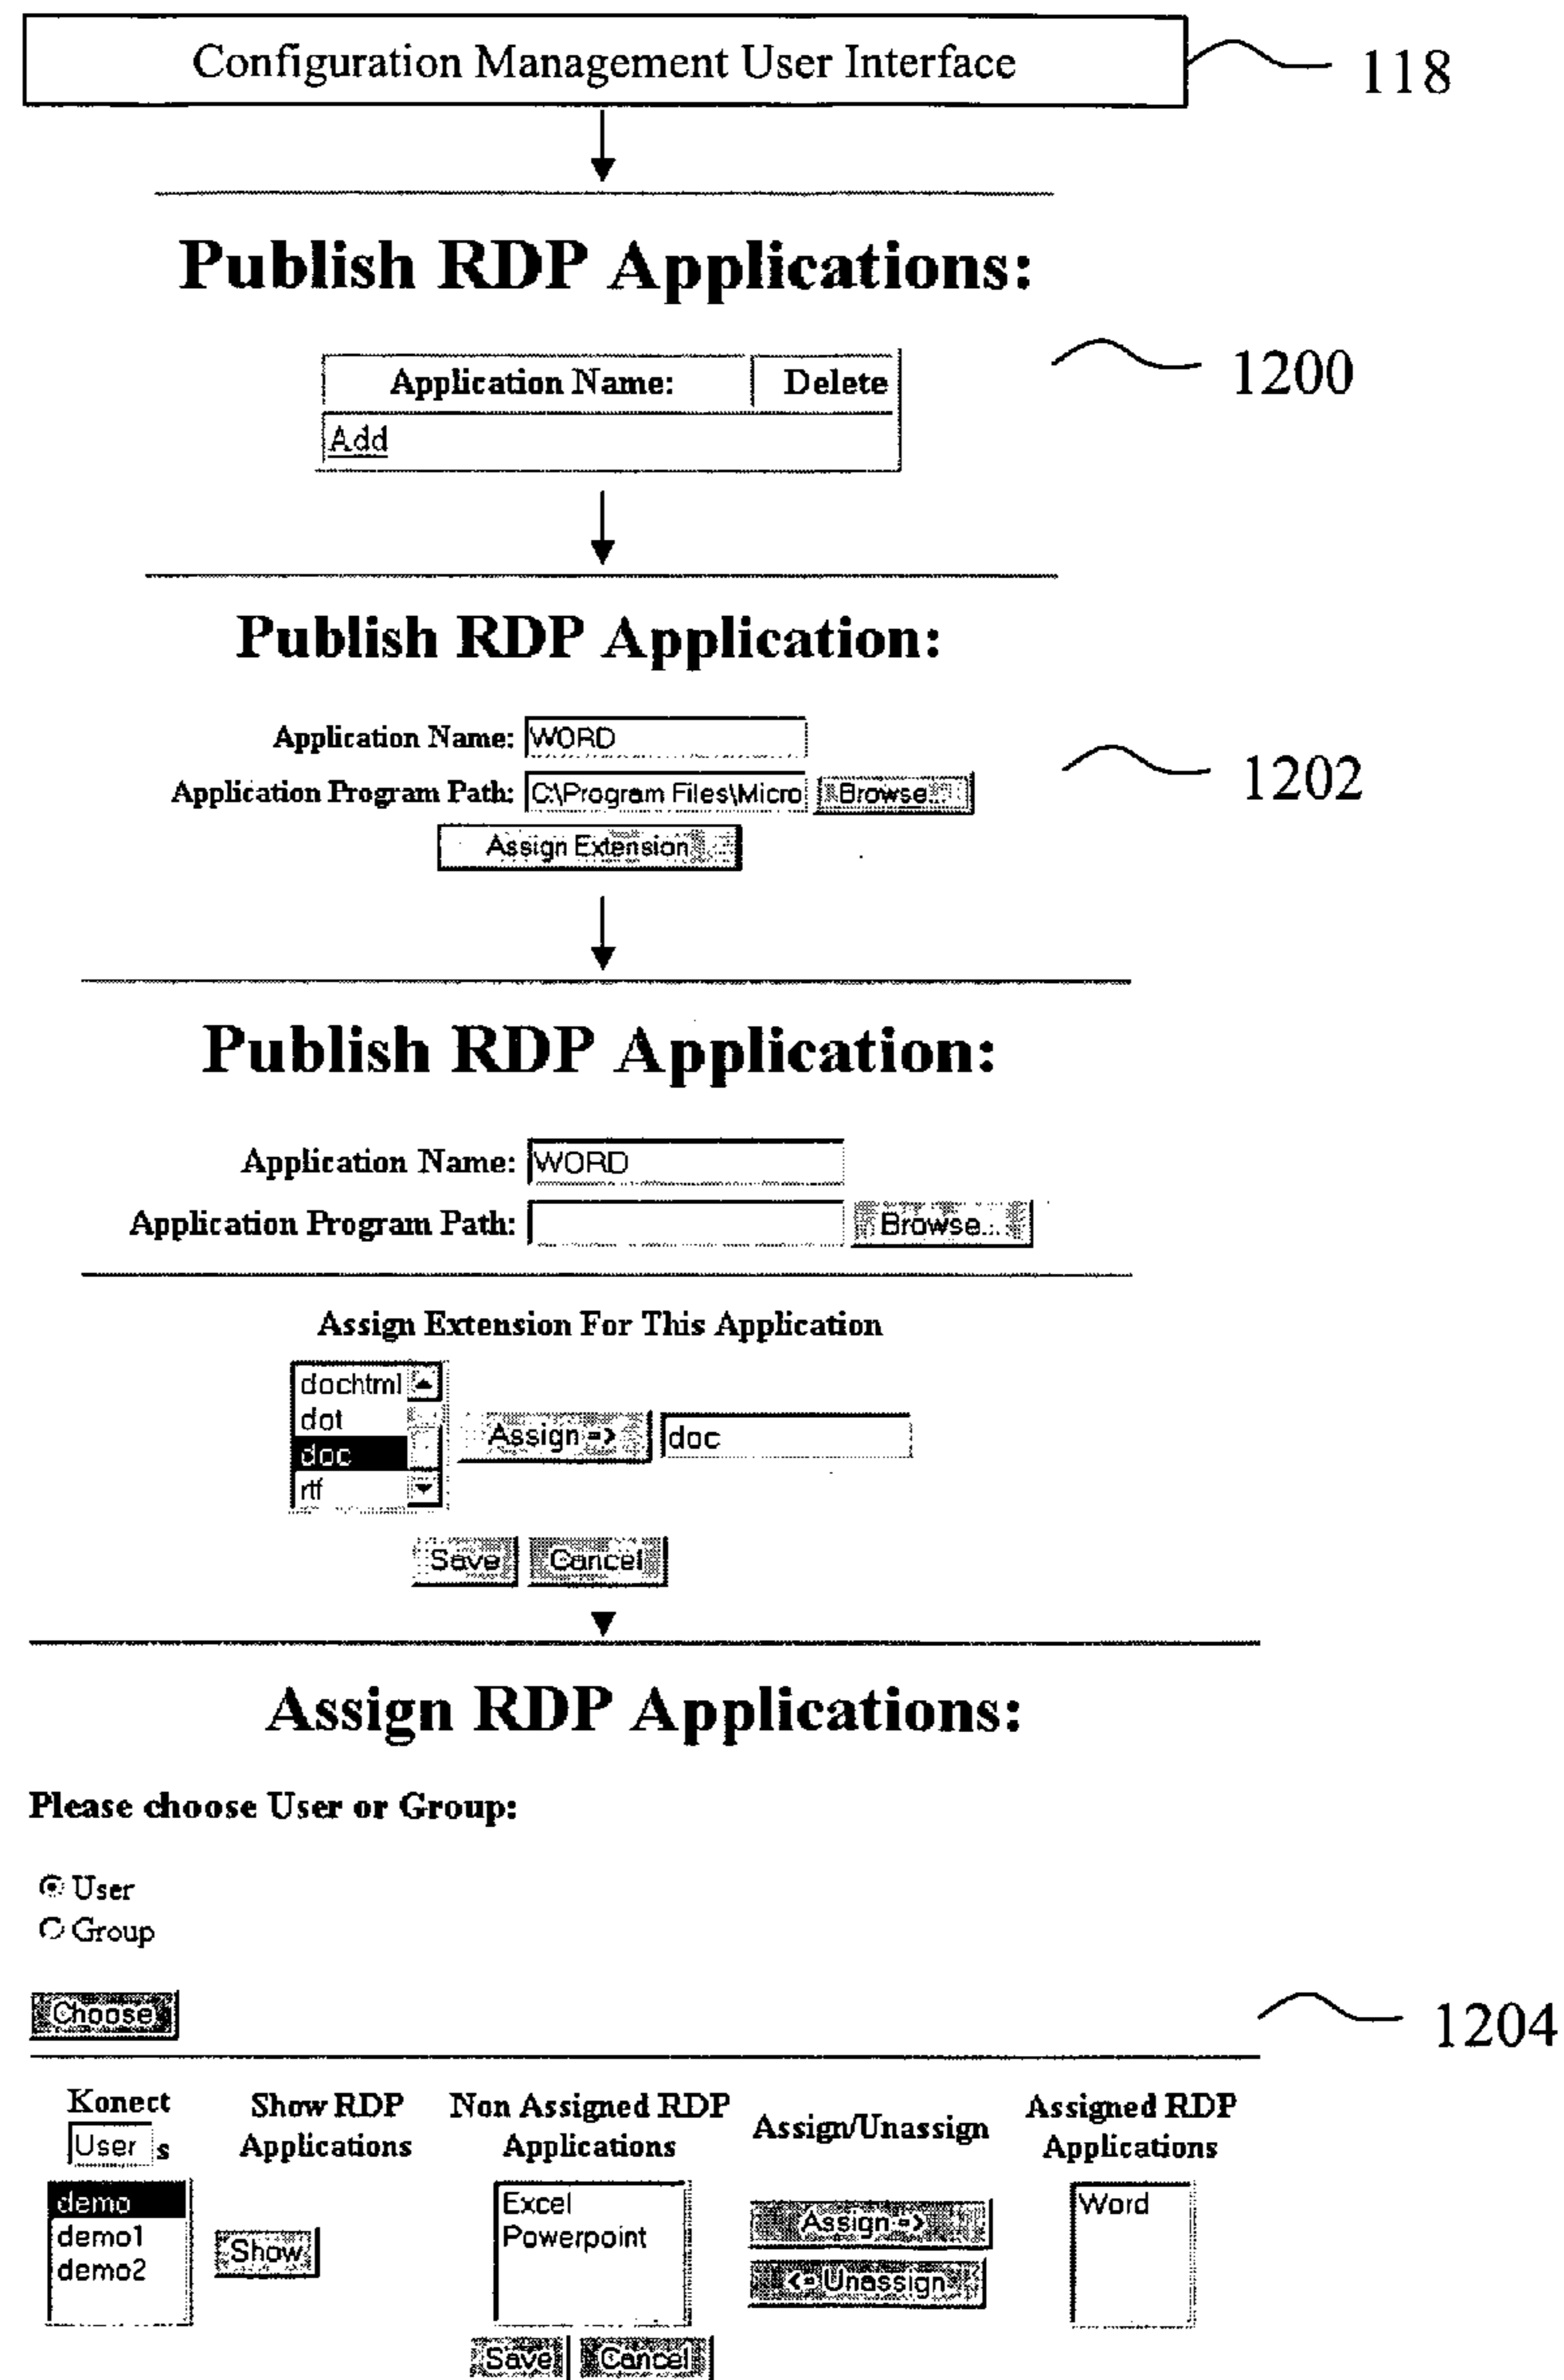 Configuration Management User Interface
118
Publish RDP Applications:
1200
Application Name: Delete
Add
Publish RDP Application:
Application Name: WORD
1202
Application Program Path: C:\Program Files\Micro Browse...
Assign Extension
Publish RDP Application:
Application Name: WORD
Application Program Path: Browse...
Assign Extension For This Application
dochtml
dot
doc
rtf
Assign => doc
Save Cancel
Assign RDP Applications:
Please choose User or Group:
User
Group
Choose
1204
Konect
User s
Show RDP
Applications
Non Assigned RDP
Applications
Assign/Unassign
Assigned RDP
Applications
demo
demo1
demo2
Show
Excel
Powerpoint
Assign =>
<= Unassign
Word
Save Cancel